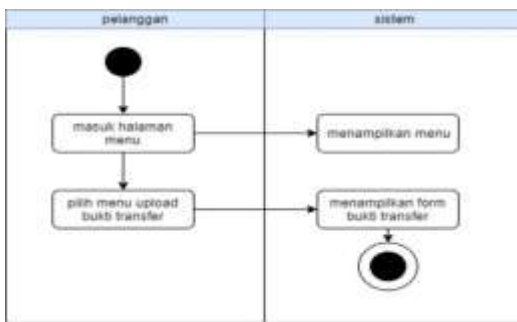 pelanggan
sistem
masuk halaman
menu
menampilkan menu
pilih menu upload
bukti transfer
menampilkan form
bukti transfer